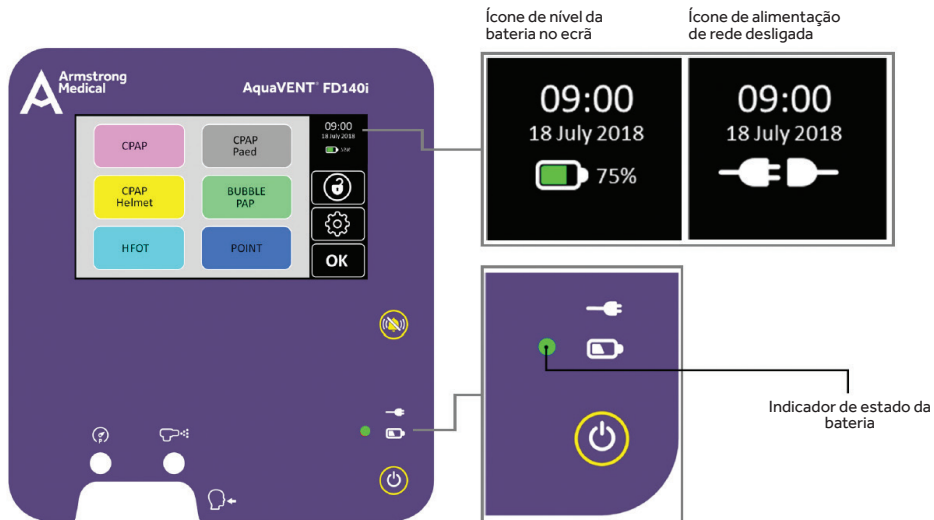 Ícone de nível da
bateria no ecrã
Ícone de alimentação
de rede desligada
Armstrong
Medical
AquaVENT® FD140i
CPAP
CPAP
Paed
CPAP
Helmet
BUBBLE
PAP
HFOT
POINT
09:00
18 July 2018
OK
09:00
18 July 2018
75%
09:00
18 July 2018
P
Indicador de estado da
bateria